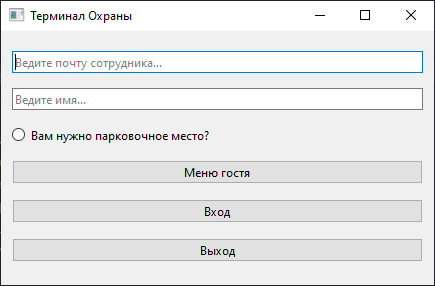 Терминал Охраны
Ведите почту сотрудника...
Ведите имя...
Вам нужно парковочное место?
Меню гостя
Вход
Выход